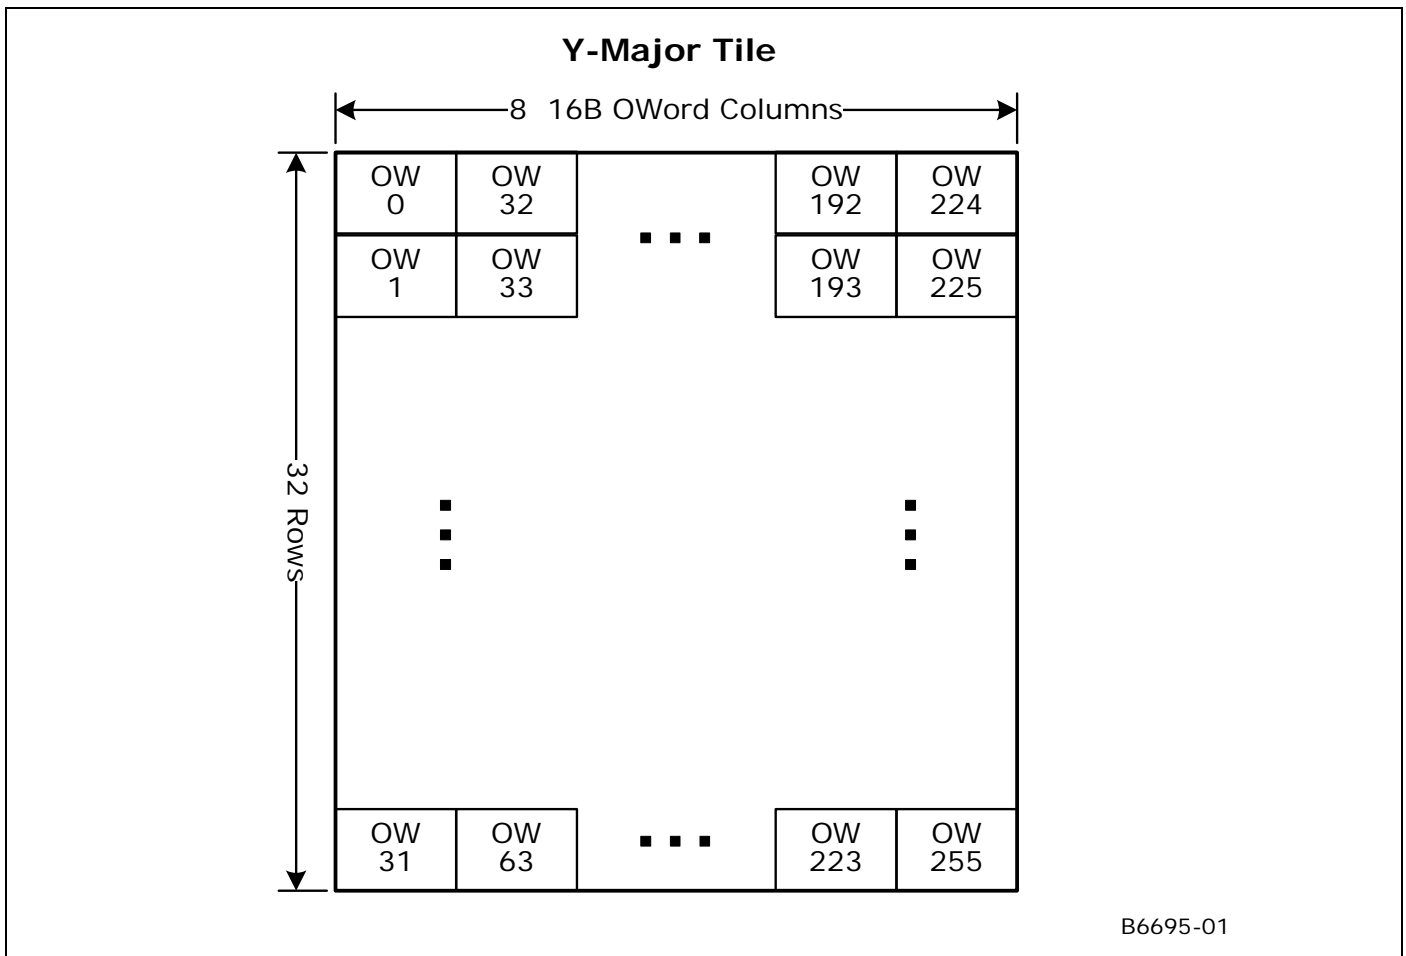 Y-Major Tile
8 16B OWord Columns
OW
0
OW
32
OW
192
OW
224
OW
1
OW
33
OW
193
OW
225
32 Rows
OW
31
OW
63
OW
223
OW
255
B6695-01